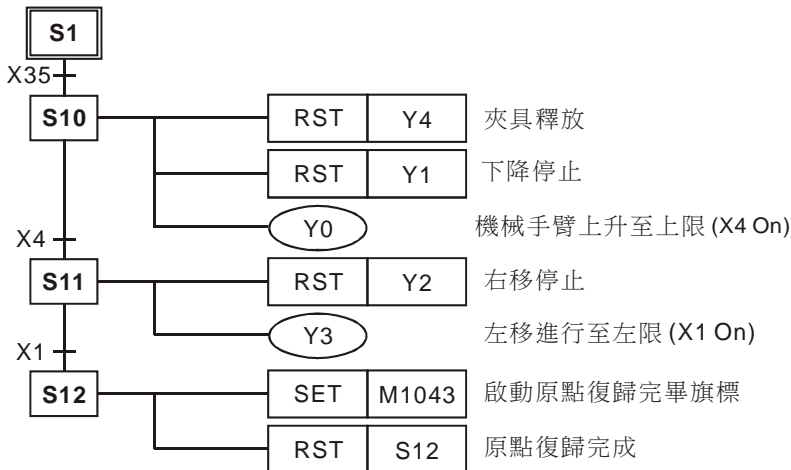 S1
X35
S10 RST Y4 夾具釋放
RST Y1 下降停止
Y0 機械手臂上升至上限 (X4 On)
X4
S11 RST Y2 右移停止
Y3 左移進行至左限 (X1 On)
X1
S12 SET M1043 啟動原點復歸完畢旗標
RST S12 原點復歸完成